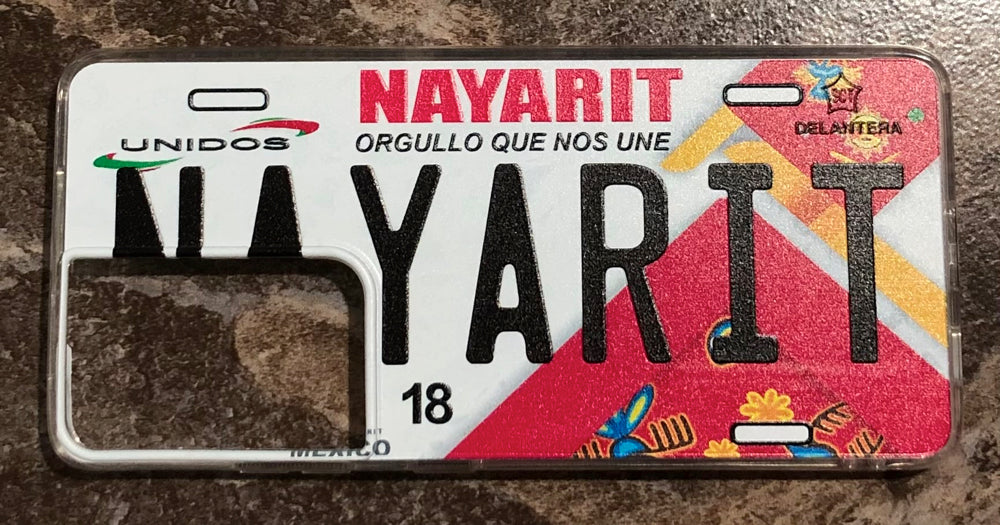 NAYARIT
UNIDOS
ORGULLO QUE NOS UNE
DELANTERA
NAYARIT
18
MEXICO